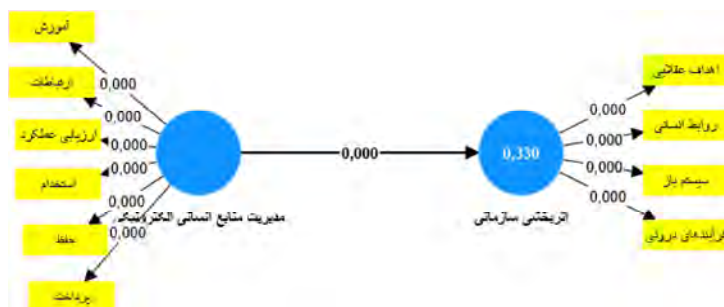 آموزش
0,000
ارتباطات
0,000
ارزیابی عملکرد
0,000
استخدام
0,000
حفظ
0,000
پرداخت
0,000
مدیریت منابع انسانی الکترونیکی
0,000
0,330
اثربخشی سازمانی
اهداف عقلایی
0,000
روابط انسانی
0,000
سیستم باز
0,000
فرآیندهای درونی
0,000